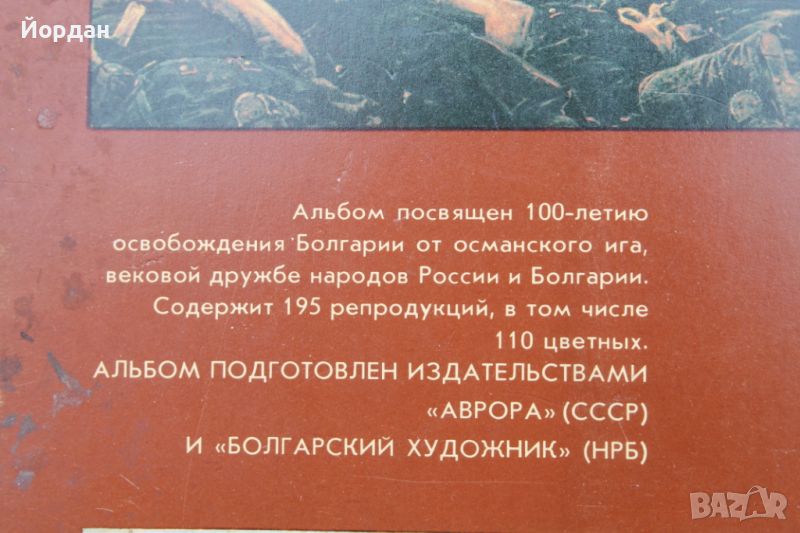 Йордан
Альбом посвящен 100-летию
освобождения Болгарии от османского ига,
вековой дружбе народов России и Болгарии.
Содержит 195 репродукций, в том числе
110 цветных.
АЛЬБОМ ПОДГОТОВЛЕН ИЗДАТЕЛЬСТВАМИ
«АВРОРА» (СССР)
И «БОЛГАРСКИЙ ХУДОЖНИК» (НРБ)
BAZAR